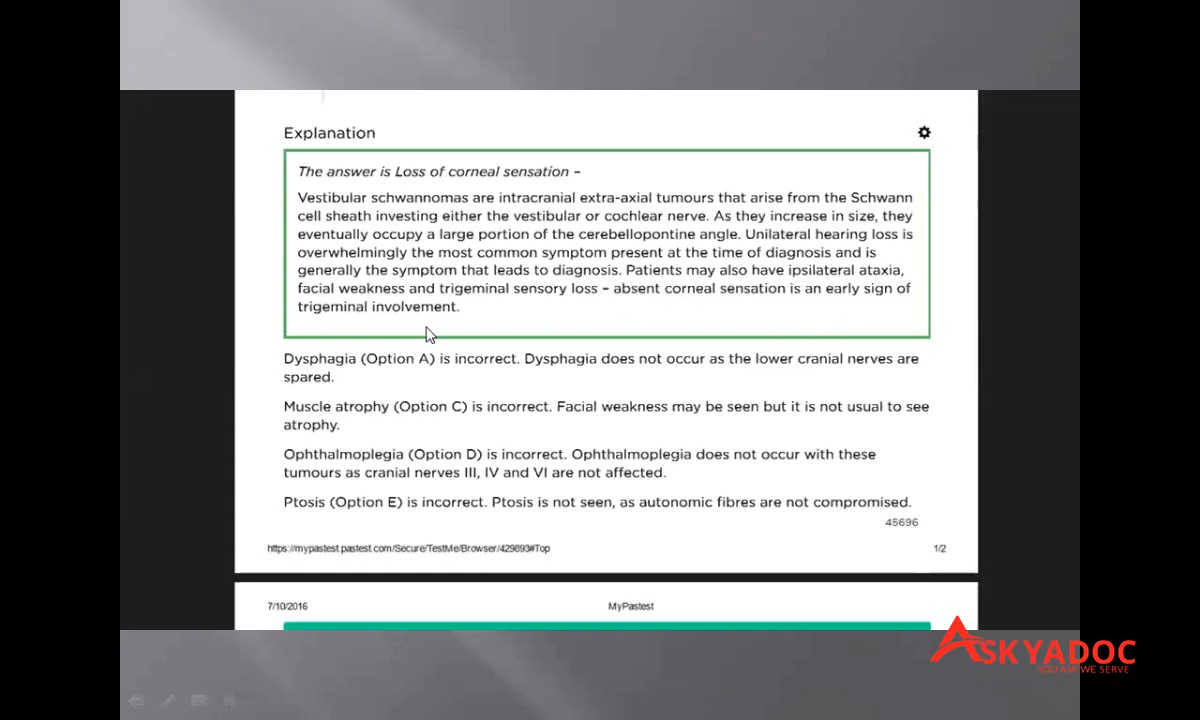 Explanation
The answer is Loss of corneal sensation –
Vestibular schwannomas are intracranial extra-axial tumours that arise from the Schwann
cell sheath investing either the vestibular or cochlear nerve. As they increase in size, they
eventually occupy a large portion of the cerebellopontine angle. Unilateral hearing loss is
overwhelmingly the most common symptom present at the time of diagnosis and is
generally the symptom that leads to diagnosis. Patients may also have ipsilateral ataxia,
facial weakness and trigeminal sensory loss – absent corneal sensation is an early sign of
trigeminal involvement.
Dysphagia (Option A) is incorrect. Dysphagia does not occur as the lower cranial nerves are
spared.
Muscle atrophy (Option C) is incorrect. Facial weakness may be seen but it is not usual to see
atrophy.
Ophthalmoplegia (Option D) is incorrect. Ophthalmoplegia does not occur with these
tumours as cranial nerves III, IV and VI are not affected.
Ptosis (Option E) is incorrect. Ptosis is not seen, as autonomic fibres are not compromised.
45696
https://mypastest.pastest.com/Secure/TestMe/Browser/429893#Top
1/2
7/10/2016
MyPastest
ASKYADOC
YOU ASK WE SERVE